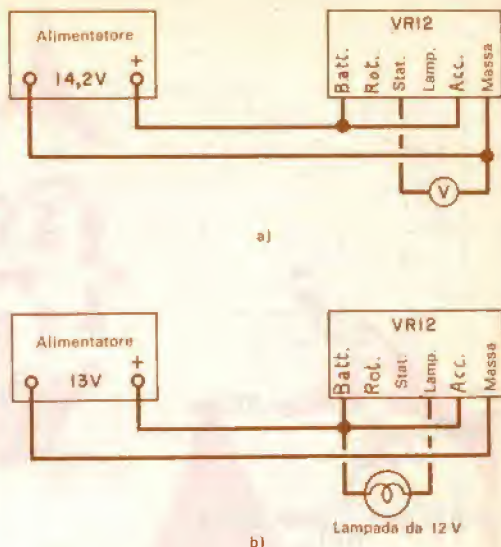 Alimentatore
14,2V
+
VR12
Batt.
Rot.
Stat.
Lamp.
Acc.
Massa
V
a)
Alimentatore
13V
+
VR12
Batt.
Rot.
Stat.
Lamp.
Acc.
Massa
Lampada da 12 V
b)